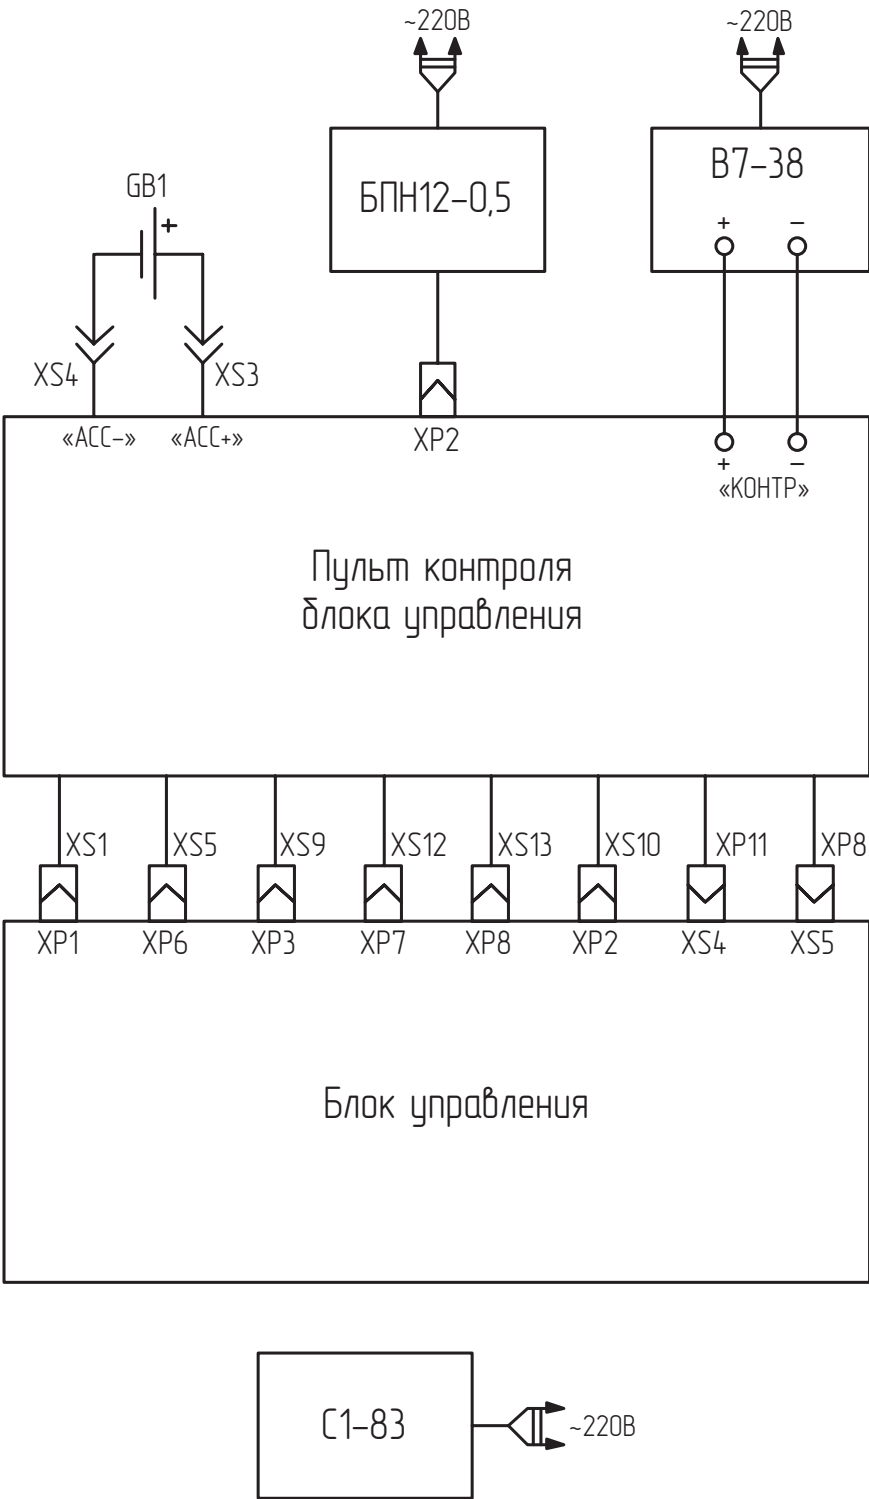 ~220В
~220В
БПН12-0,5
В7-38
GB1
+
+ –
XS4
XS3
«АСС-»
«АСС+»
XP2
+ –
«КОНТР»
Пульт контроля
блока управления
XS1 XS5 XS9 XS12 XS13 XS10 XP11 XP8
XP1 XP6 XP3 XP7 XP8 XP2 XS4 XS5
Блок управления
С1-83
~220В